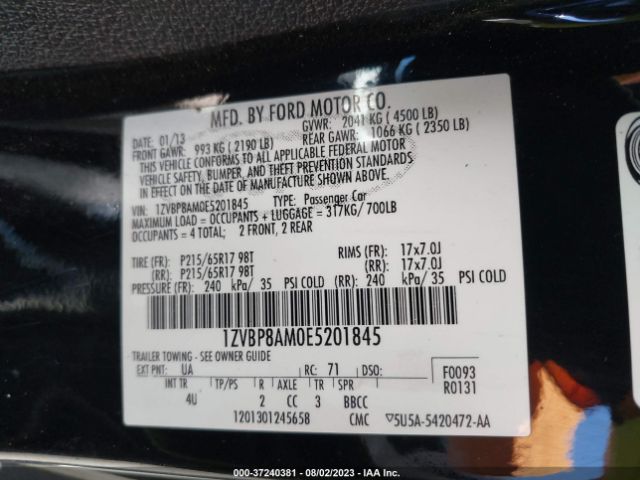 MFD. BY FORD MOTOR CO.
DATE: 01/13 GVWR: 2041 KG ( 4500 LB)
FRONT GAWR: 993 KG ( 2190 LB) REAR GAWR: 1066 KG ( 2350 LB)
THIS VEHICLE CONFORMS TO ALL APPLICABLE FEDERAL MOTOR
VEHICLE SAFETY, BUMPER, AND THEFT PREVENTION STANDARDS
IN EFFECT ON THE DATE OF MANUFACTURE SHOWN ABOVE.
VIN: 1ZVBP8AM0E5201845 TYPE: Passenger Car
MAXIMUM LOAD = OCCUPANTS + LUGGAGE = 317KG/700LB
OCCUPANTS = 4 TOTAL; 2 FRONT, 2 REAR
TIRE (FR): P215/65R17 98T RIMS (FR): 17x7.0J
(RR): P215/65R17 98T (RR): 17x7.0J
PRESSURE (FR): 240 kPa/ 35 PSI COLD (RR): 240 kPa/ 35 PSI COLD
1ZVBP8AM0E5201845
TRAILER TOWING - SEE OWNER GUIDE
EXT PNT: UA RC: 71 DSO: F0093
R0131
INT TR TP/PS R AXLE TR SPR
4U 2 CC 3 BBCC
1201301245658 CMC ▽5U5A-5420472-AA
000-37240381 | 08/02/2023 | IAA Inc.